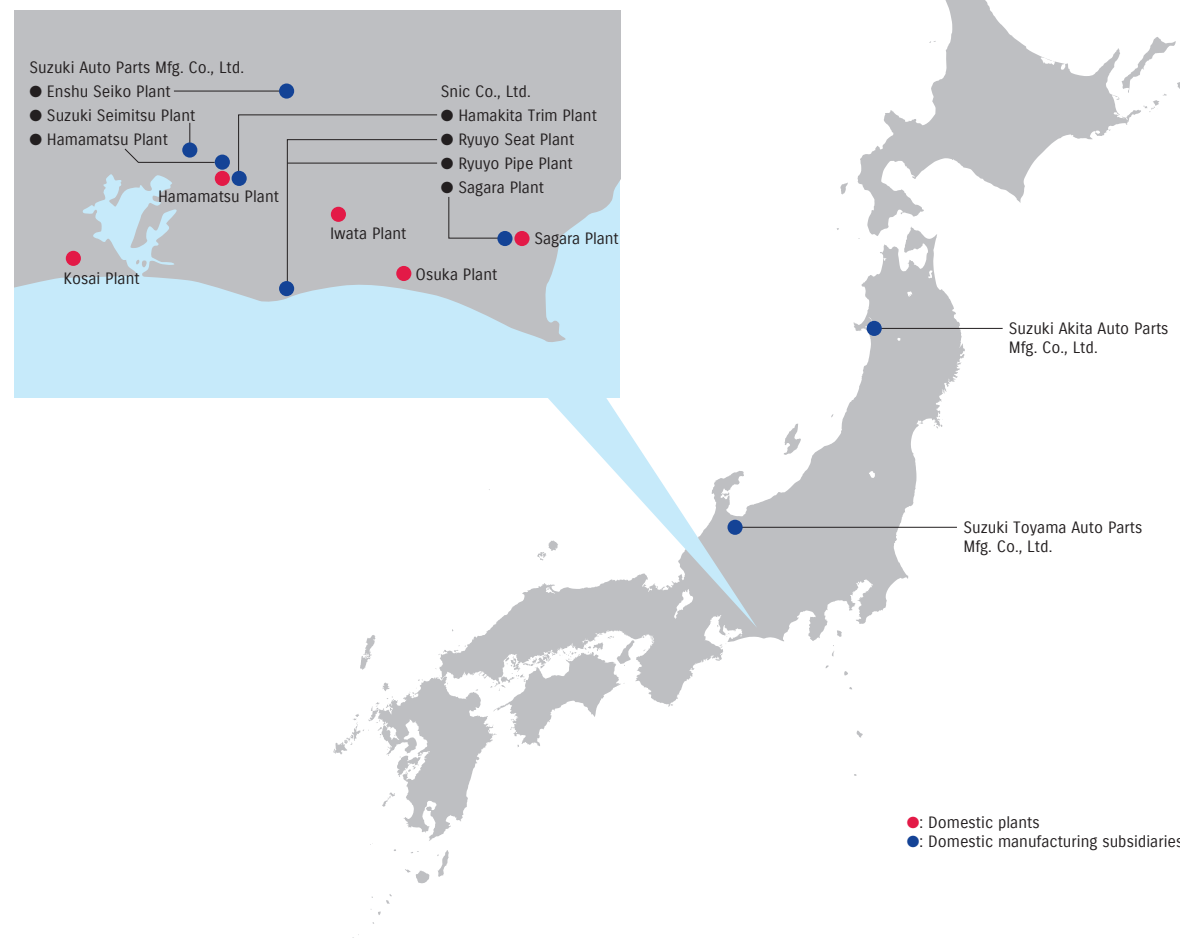 Suzuki Auto Parts Mfg. Co., Ltd.
Enshu Seiko Plant
Suzuki Seimitsu Plant
Hamamatsu Plant
Snic Co., Ltd.
Hamakita Trim Plant
Ryuyo Seat Plant
Ryuyo Pipe Plant
Sagara Plant
Hamamatsu Plant
Iwata Plant
Sagara Plant
Kosai Plant
Osuka Plant
Suzuki Akita Auto Parts
Mfg. Co., Ltd.
Suzuki Toyama Auto Parts
Mfg. Co., Ltd.
: Domestic plants
: Domestic manufacturing subsidiaries